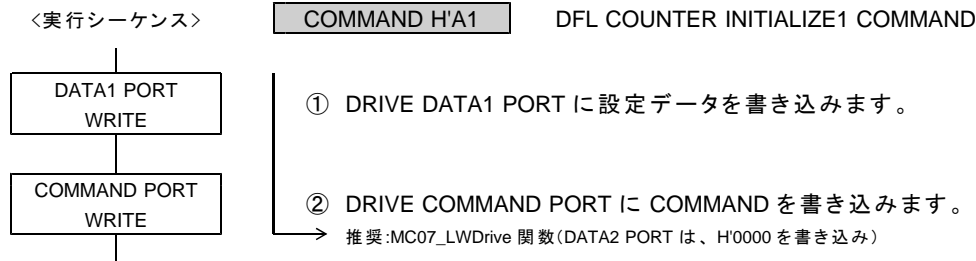 <実行シーケンス>
COMMAND H'A1 DFL COUNTER INITIALIZE1 COMMAND
DATA1 PORT
WRITE
① DRIVE DATA1 PORT に設定データを書き込みます。
COMMAND PORT
WRITE
② DRIVE COMMAND PORT に COMMAND を書き込みます。
推奨:MC07_LWDrive 関数(DATA2 PORT は、H'0000 を書き込み)